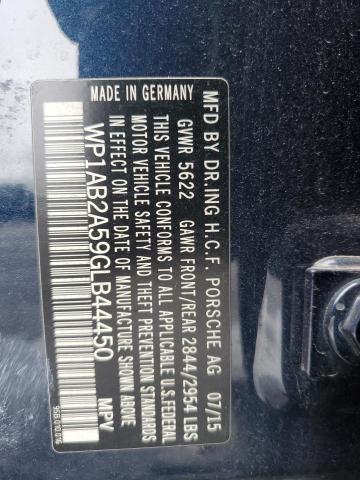 MADE IN GERMANY
MFD BY DR.ING H.C.F. PORSCHE AG 07/15
GVWR 5622 GAWR FRONT/REAR 2844/2954 LBS
THIS VEHICLE CONFORMS TO ALL APPLICABLE U.S.FEDERAL
MOTOR VEHICLE SAFETY AND THEFT PREVENTION STANDARDS
IN EFFECT ON THE DATE OF MANUFACTURE SHOWN ABOVE
WP1AB2A59GLB44450 MPV